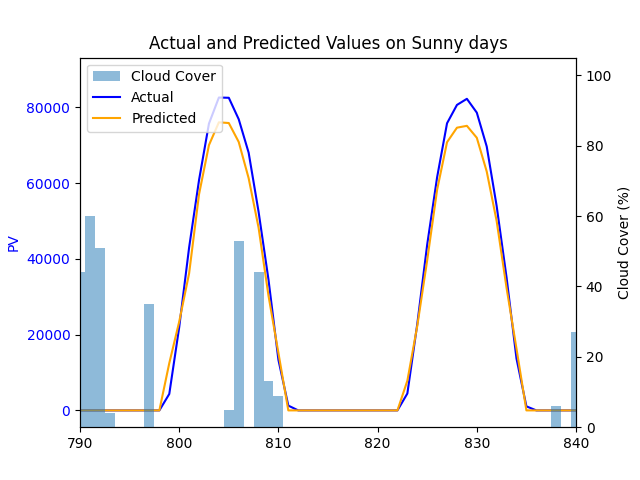 Actual and Predicted Values on Sunny days
Cloud Cover
Actual
Predicted
PV
80000
60000
40000
20000
0
100
80
60
40
20
0
Cloud Cover (%)
790 800 810 820 830 840